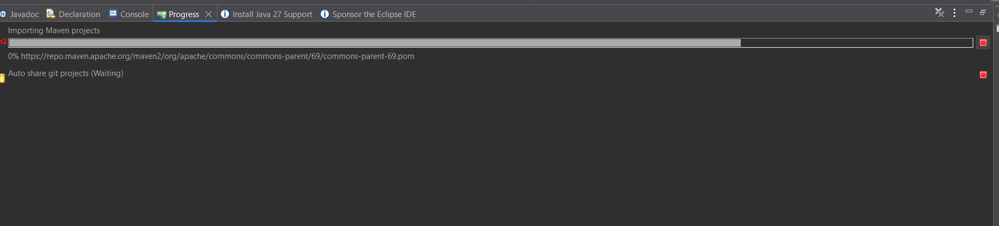 @ Javadoc Declaration Console Progress Install Java 27 Support Sponsor the Eclipse IDE
Importing Maven projects
0% https://repo.maven.apache.org/maven2/org/apache/commons/commons-parent/69/commons-parent-69.pom
Auto share git projects (Waiting)